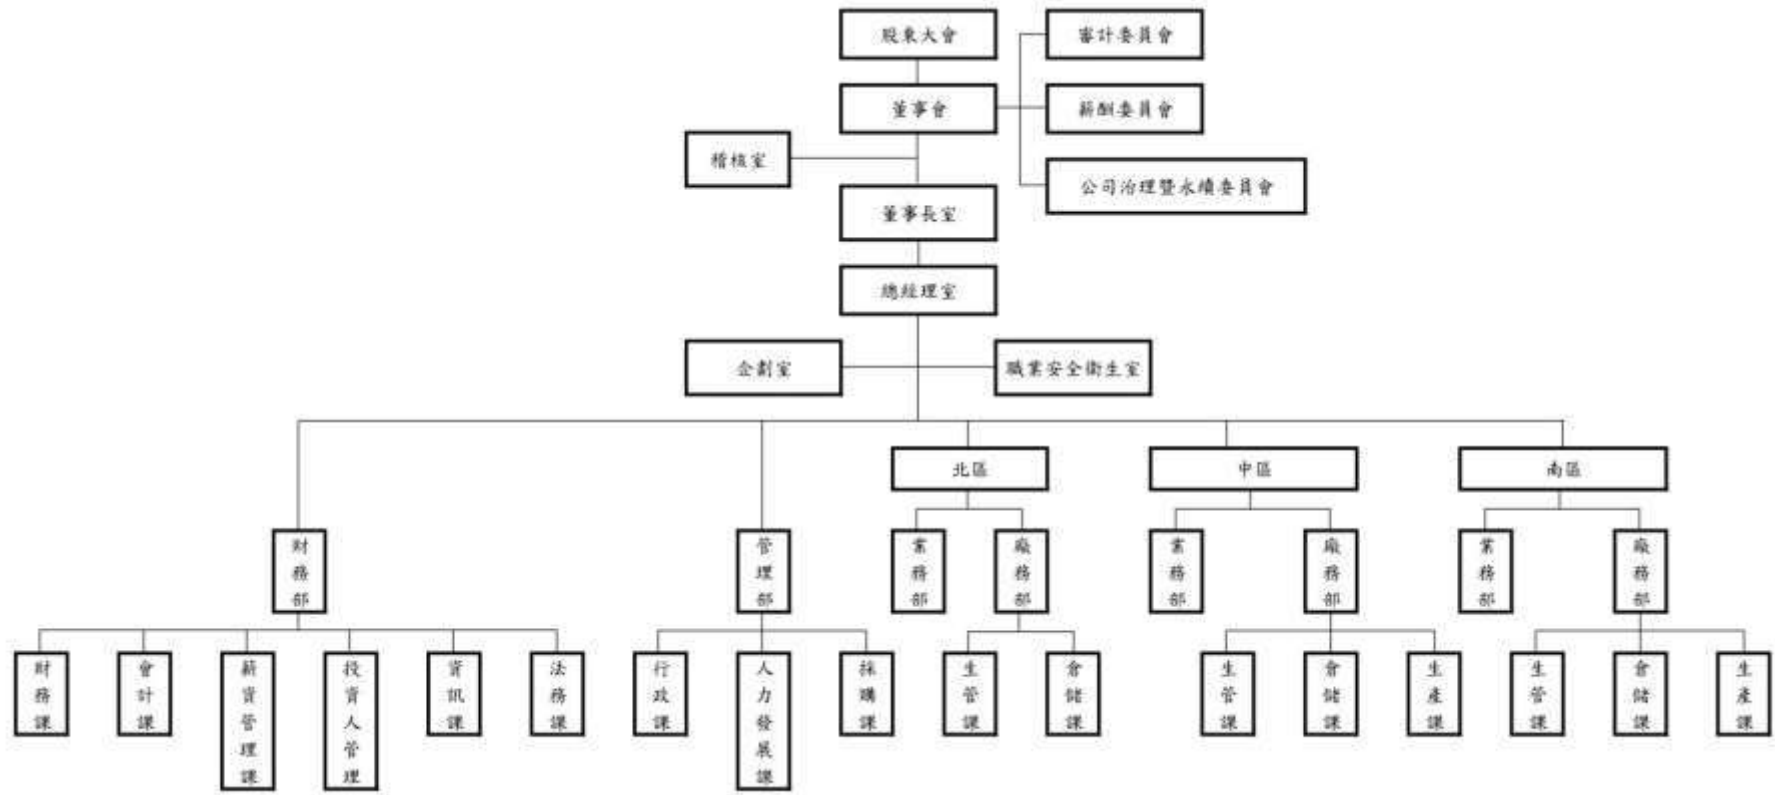 股東大會
審計委員會
董事會
薪酬委員會
稽核室
公司治理暨永續委員會
董事長室
總經理室
企劃室
職業安全衛生室
北區
中區
南區
財務部
管理部
業務部
廠務部
業務部
廠務部
業務部
廠務部
財務課
會計課
薪資管理課
投資人管理
資訊課
法務課
行政課
人力發展課
採購課
生管課
倉儲課
生管課
倉儲課
生產課
生管課
倉儲課
生產課